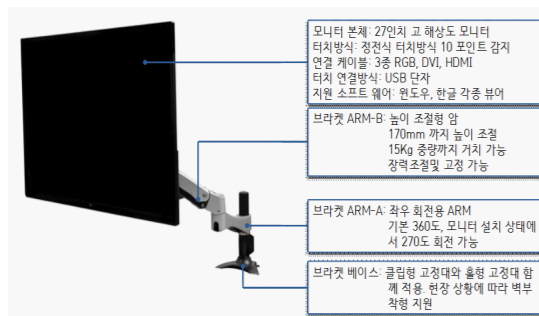 모니터 본체: 27인치 고 해상도 모니터
터치방식: 정전식 터치방식 10 포인트 감지
연결 케이블: 3종 RGB, DVI, HDMI
터치 연결방식: USB 단자
지원 소프트 웨어: 윈도우, 한글 각종 뷰어
브라켓 ARM-B: 높이 조절형 암
170mm 까지 높이 조절
15Kg 중량까지 거치 가능
장력조절및 고정 가능
브라켓 ARM-A: 좌우 회전용 ARM
기본 360도, 모니터 설치 상태에
서 270도 회전 가능
브라켓 베이스: 클립형 고정대와 홀형 고정대 함
께 적용. 현장 상황에 따라 벽부
착형 지원